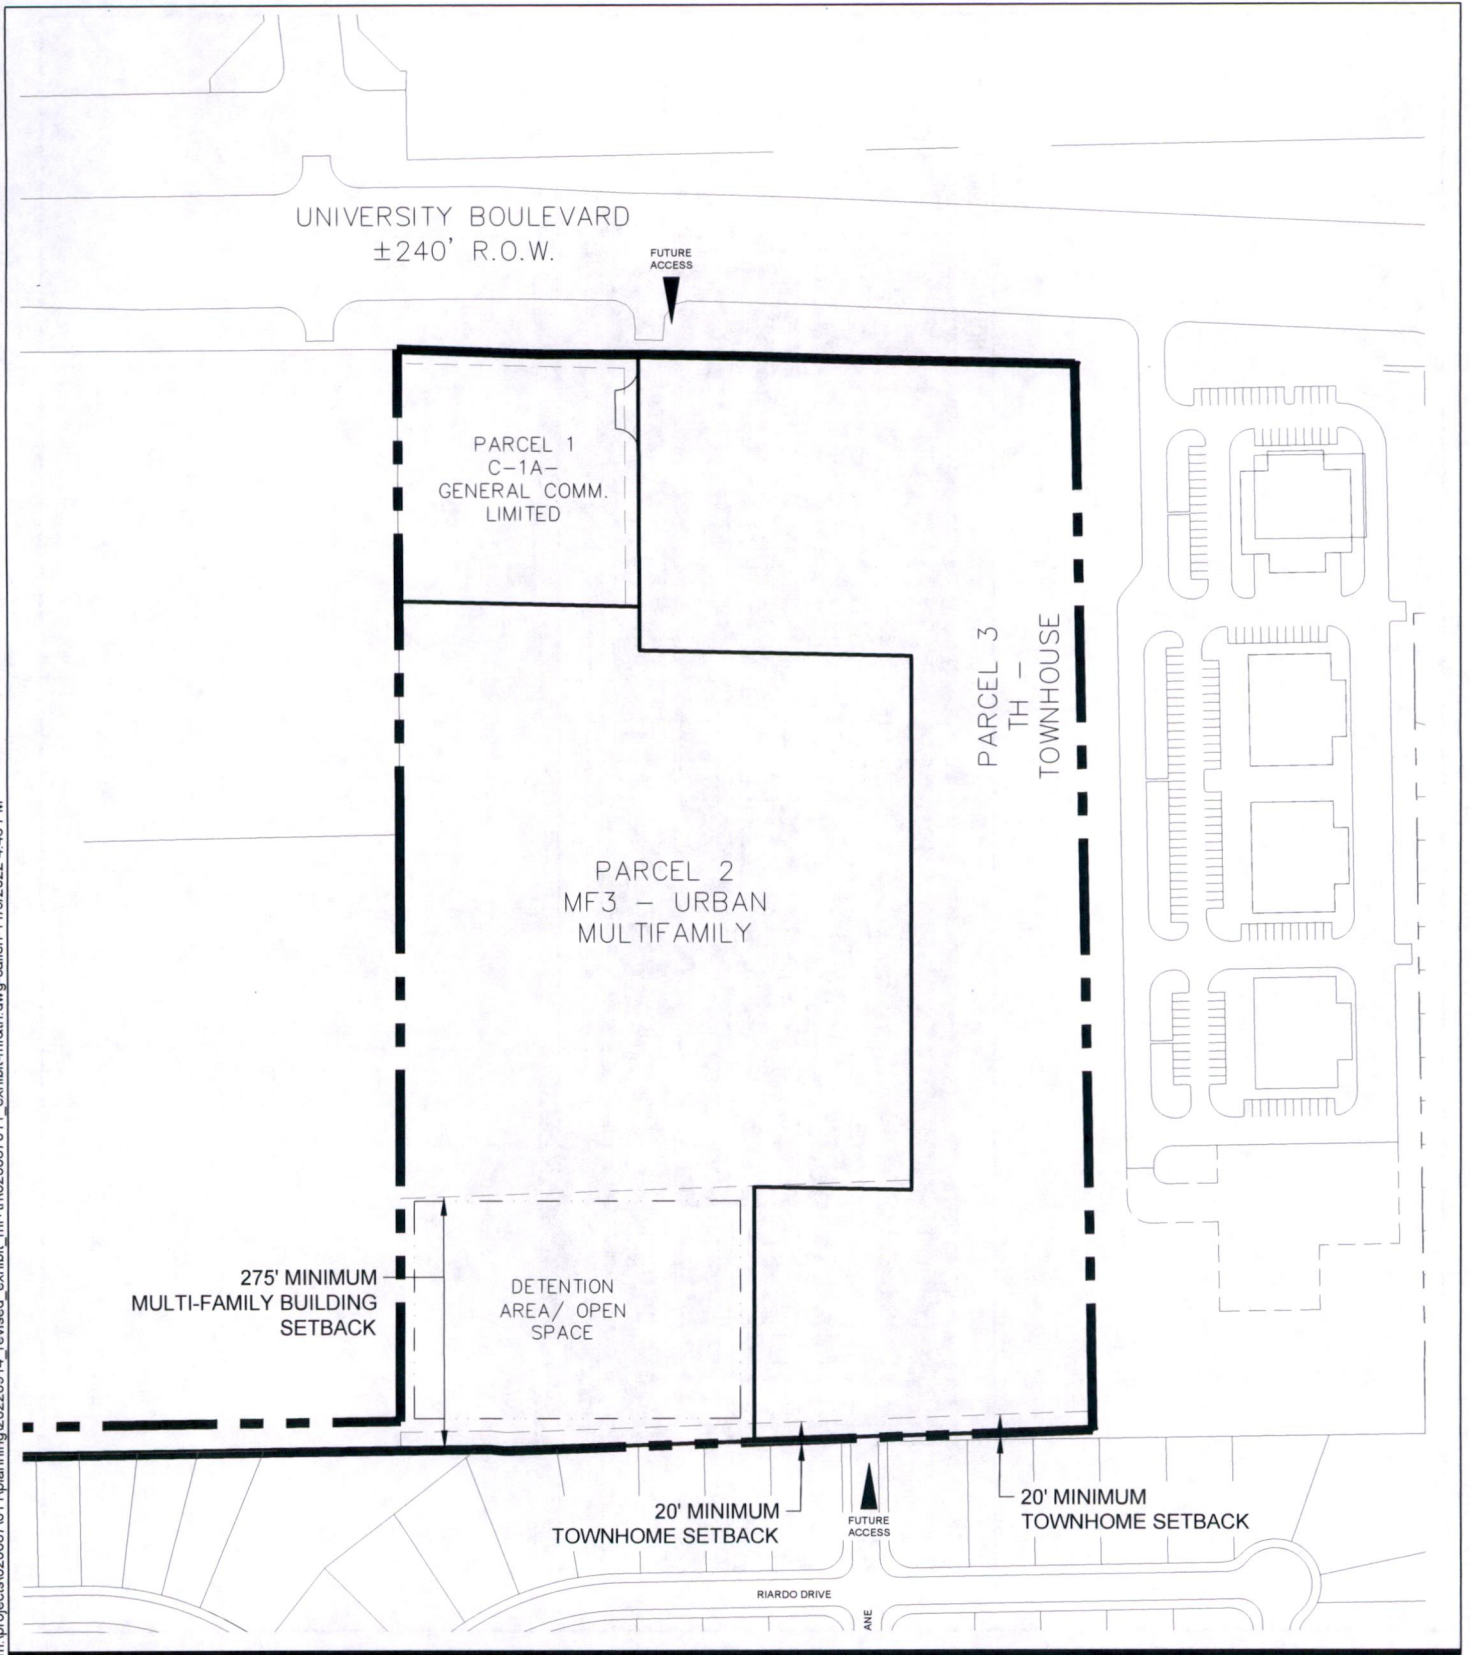 UNIVERSITY BOULEVARD
±240' R.O.W.
FUTURE
ACCESS
PARCEL 1
C-1A-
GENERAL COMM.
LIMITED
PARCEL 3
TH -
TOWNHOUSE
PARCEL 2
MF3 - URBAN
MULTIFAMILY
275' MINIMUM
MULTI-FAMILY BUILDING
SETBACK
DETENTION
AREA/ OPEN
SPACE
20' MINIMUM
TOWNHOME SETBACK
FUTURE
ACCESS
20' MINIMUM
TOWNHOME SETBACK
RIARDO DRIVE
ANE